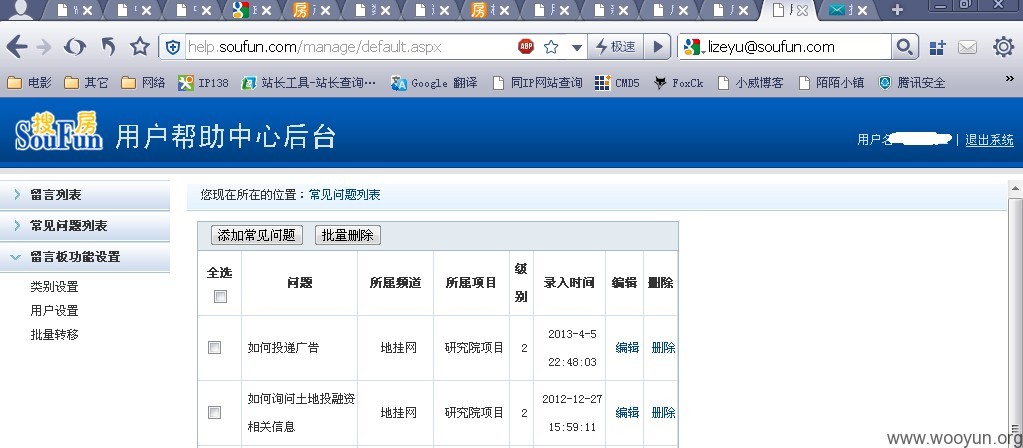 help.soufun.com/manage/default.aspx
ABP
极速
.lizeyu@soufun.com
电影
其它
网络
IP138
站长工具-站长查询…
Google 翻译
同IP网站查询
CMD5
FoxCk
小威博客
陌陌小镇
腾讯安全
»
搜房
SouFun
用户帮助中心后台
用户名
| 退出系统
留言列表
常见问题列表
留言板功能设置
类别设置
用户设置
批量转移
您现在所在的位置：常见问题列表
添加常见问题
批量删除
全选
问题
所属频道
所属项目
级别
录入时间
编辑
删除
如何投递广告
地挂网
研究院项目
2
2013-4-5
22:48:03
编辑
删除
如何询问土地投融资
相关信息
地挂网
研究院项目
2
2012-12-27
15:59:11
编辑
删除
www.wooyun.org